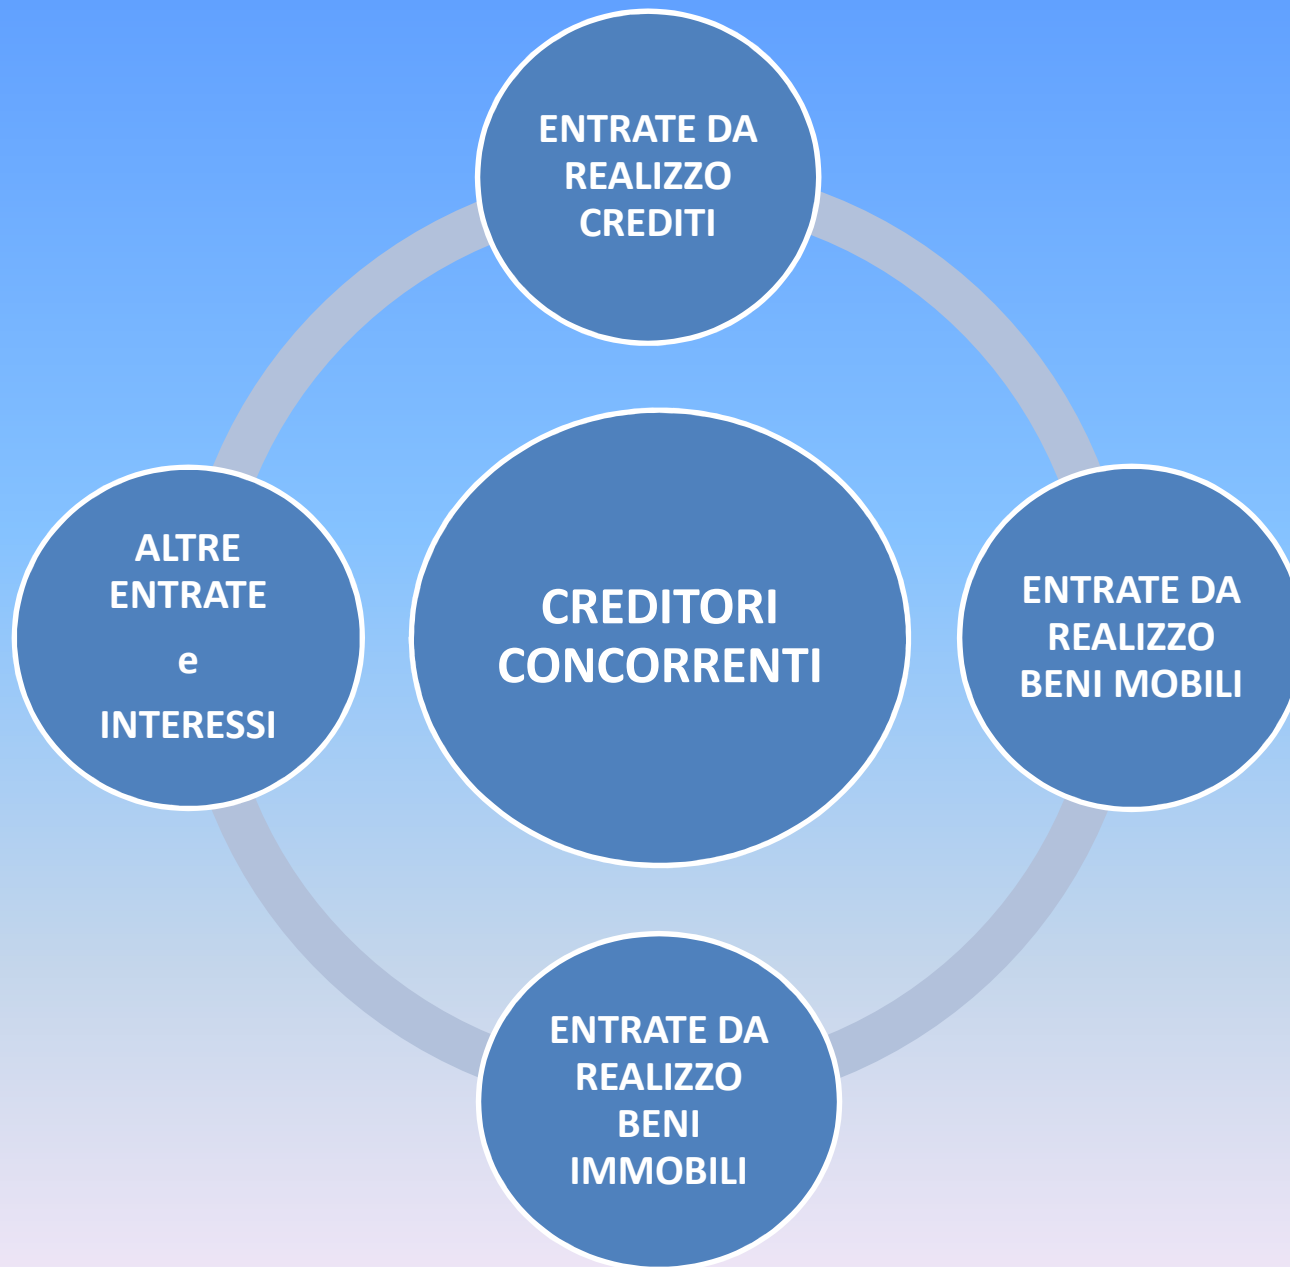 ENTRATE DA
REALIZZO
CREDITI
ALTRE
ENTRATE
e
INTERESSI
CREDITORI
CONCORRENTI
ENTRATE DA
REALIZZO
BENI MOBILI
ENTRATE DA
REALIZZO
BENI
IMMOBILI